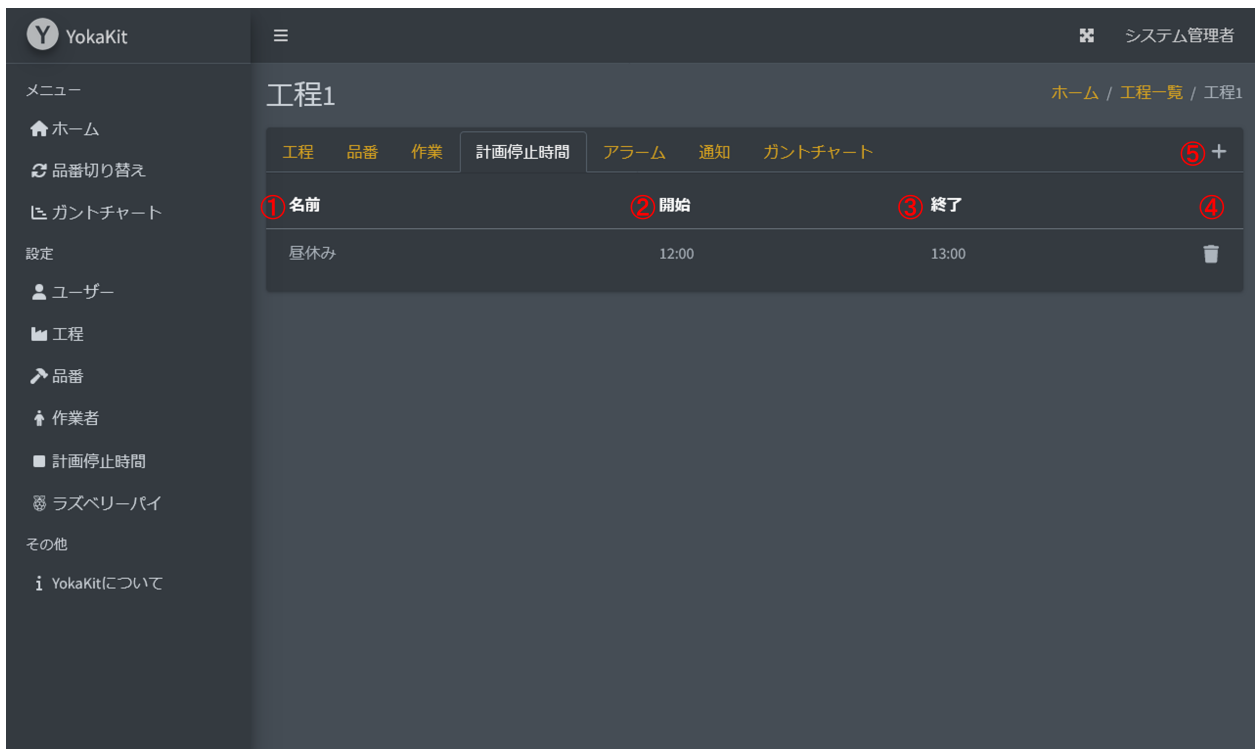 Y YokaKit
システム管理者
メニュー
ホーム
品番切り替え
ガントチャート
設定
ユーザー
工程
品番
作業者
計画停止時間
ラズベリーパイ
その他
YokaKitについて
工程1
ホーム / 工程一覧 / 工程1
工程 品番 作業 計画停止時間 アラーム 通知 ガントチャート ⑤ +
① 名前 ② 開始 ③ 終了 ④
昼休み 12:00 13:00